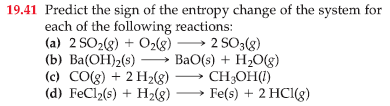 19.41 Predict the sign of the entropy change of the system for
each of the following reactions:
(a) 2 SO₂(g) + O₂(g) ⟶ 2 SO₃(g)
(b) Ba(OH)₂(s) ⟶ BaO(s) + H₂O(g)
(c) CO(g) + 2 H₂(g) ⟶ CH₃OH(l)
(d) FeCl₂(s) + H₂(g) ⟶ Fe(s) + 2 HCl(g)